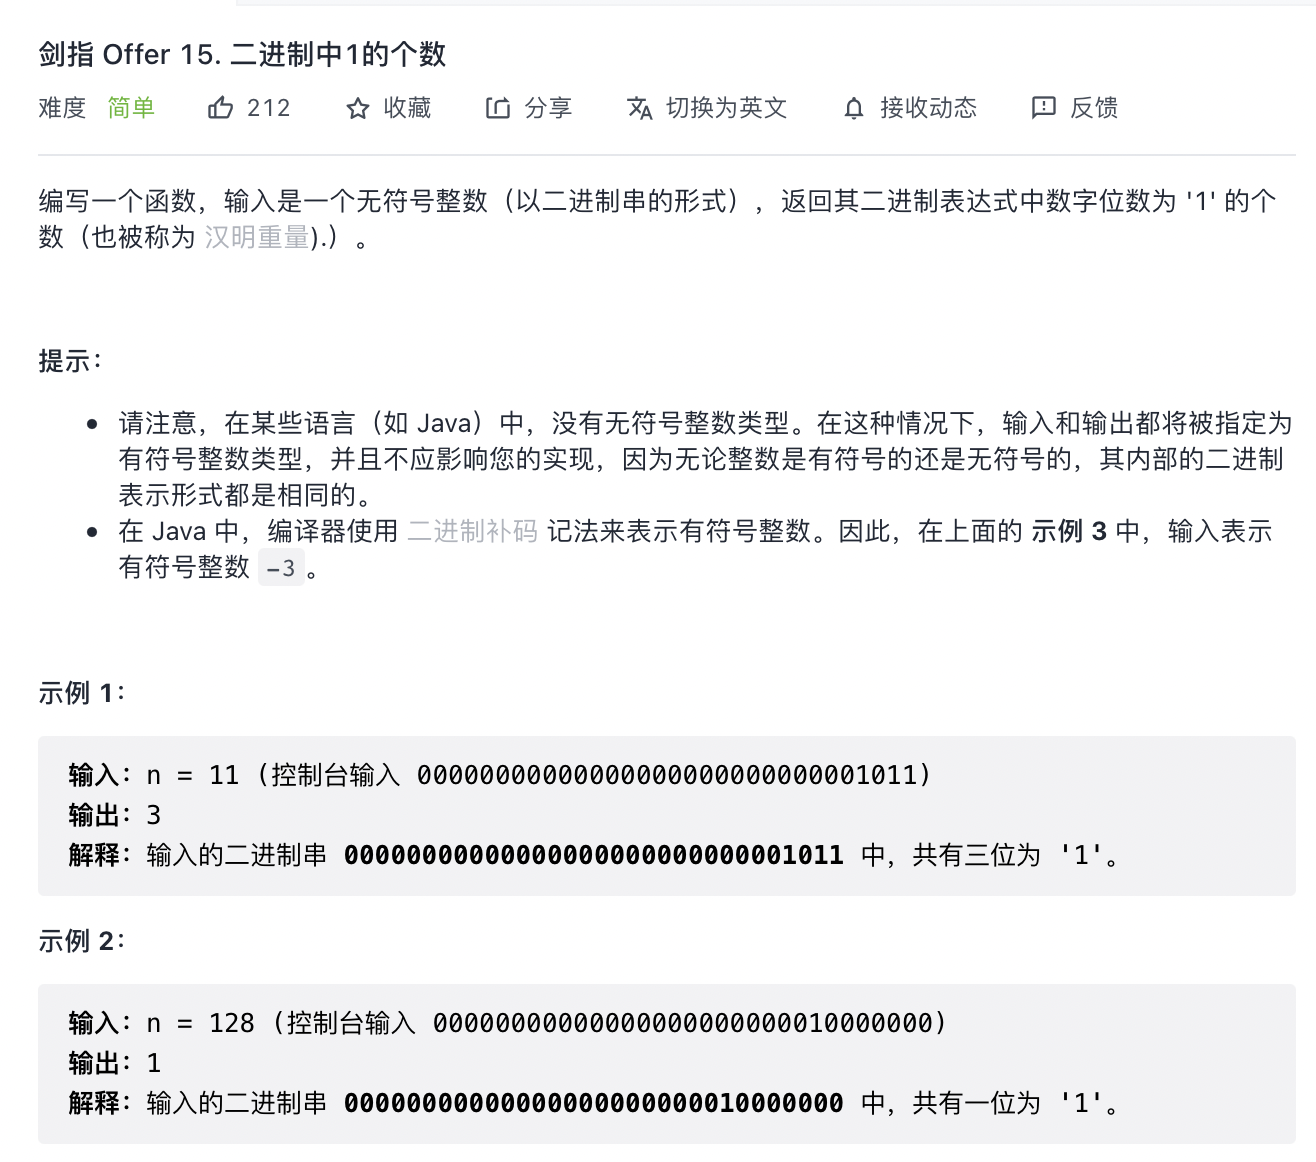 剑指 Offer 15. 二进制中1的个数
难度 简单 212 收藏 分享 切换为英文 接收动态 反馈
编写一个函数，输入是一个无符号整数（以二进制串的形式），返回其二进制表达式中数字位数为 '1' 的个
数（也被称为 汉明重量).）。
提示：
请注意，在某些语言（如 Java）中，没有无符号整数类型。在这种情况下，输入和输出都将被指定为
有符号整数类型，并且不应影响您的实现，因为无论整数是有符号的还是无符号的，其内部的二进制
表示形式都是相同的。
在 Java 中，编译器使用 二进制补码 记法来表示有符号整数。因此，在上面的 示例 3 中，输入表示
有符号整数 -3。
示例 1：
输入：n = 11 (控制台输入 00000000000000000000000000001011)
输出：3
解释：输入的二进制串 00000000000000000000000000001011 中，共有三位为 '1'。
示例 2：
输入：n = 128 (控制台输入 00000000000000000000000010000000)
输出：1
解释：输入的二进制串 00000000000000000000000010000000 中，共有一位为 '1'。